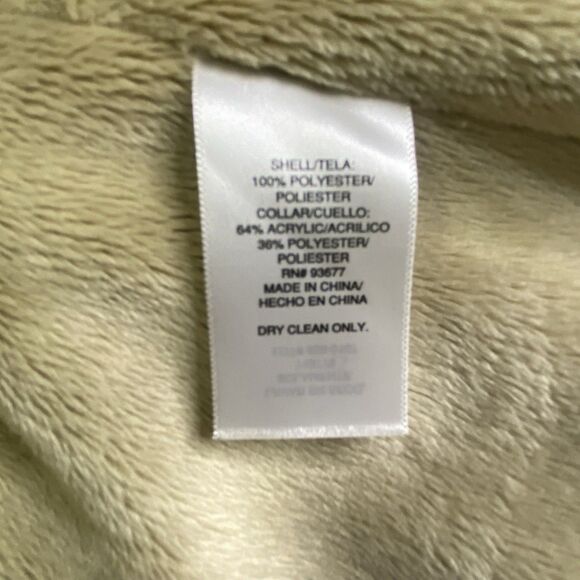 SHELL/TELA:
100% POLYESTER/
POLIESTER
COLLAR/CUELLO:
64% ACRYLIC/ACRILICO
36% POLYESTER/
POLIESTER
RN# 93677
MADE IN CHINA/
HECHO EN CHINA
DRY CLEAN ONLY.